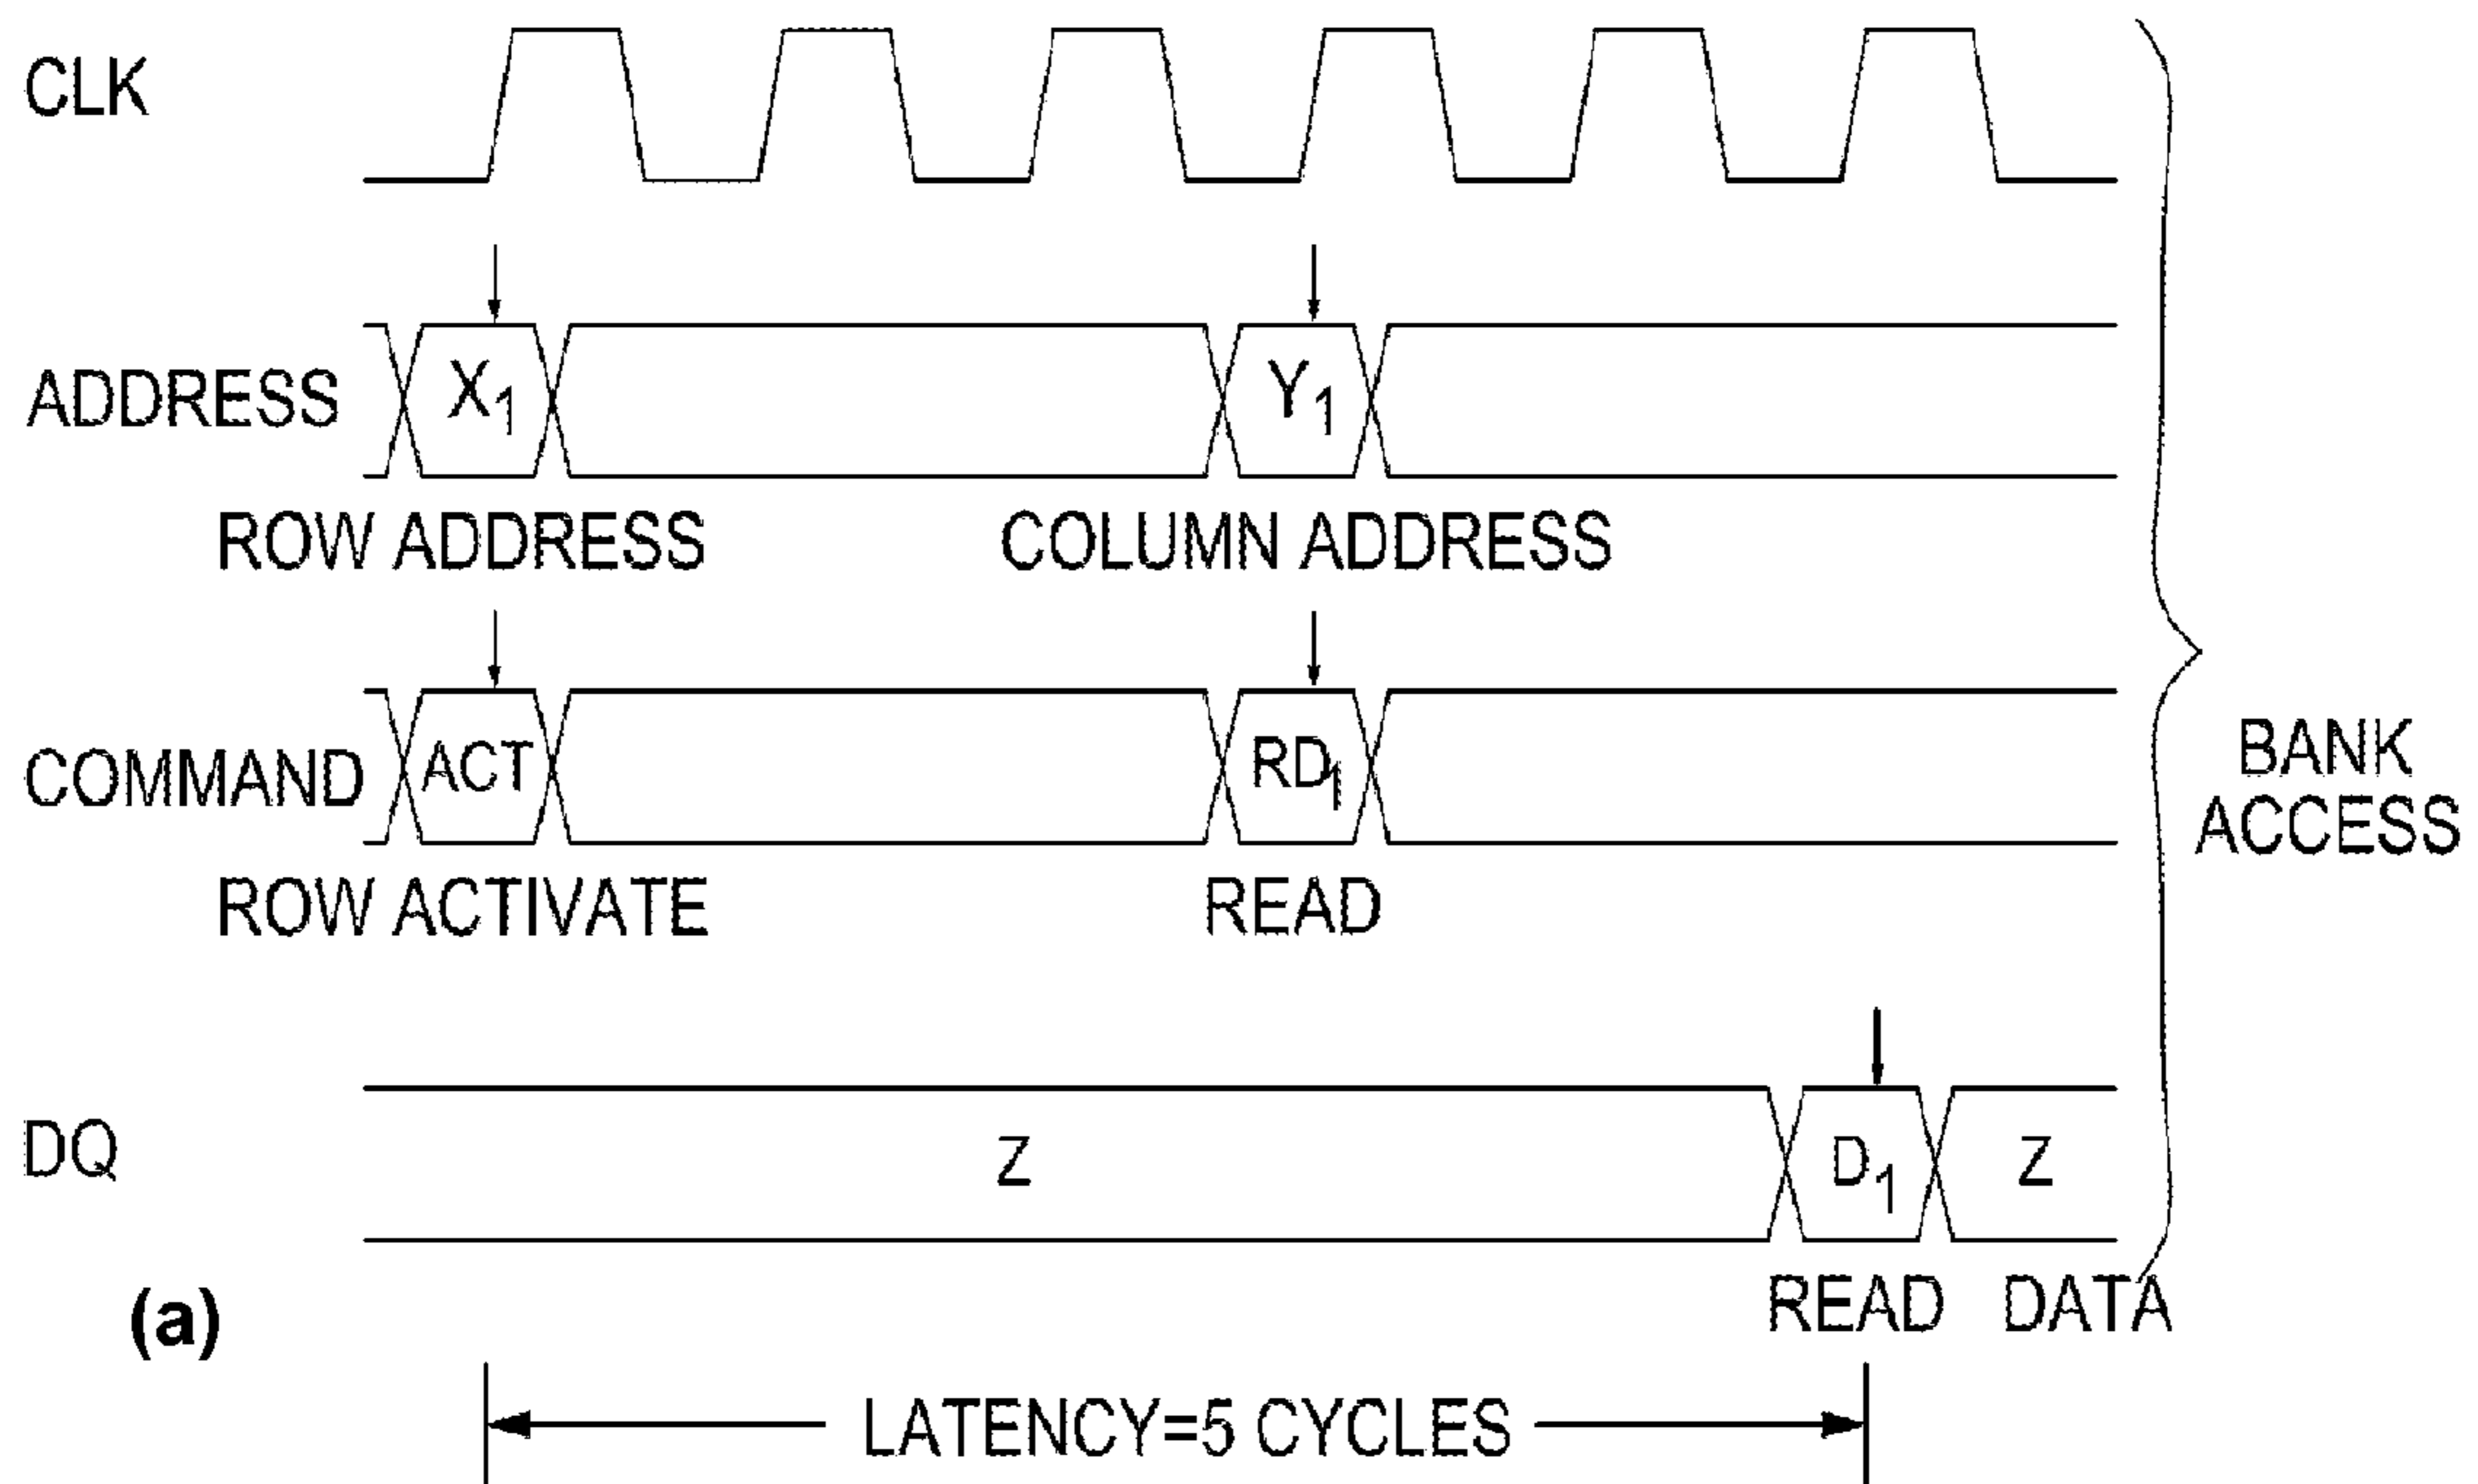 CLK
ADDRESS X1 Y1
ROW ADDRESS COLUMN ADDRESS
COMMAND ACT RD1
ROW ACTIVATE READ
BANK
ACCESS
DQ Z D1 Z
READ DATA
(a)
LATENCY=5 CYCLES